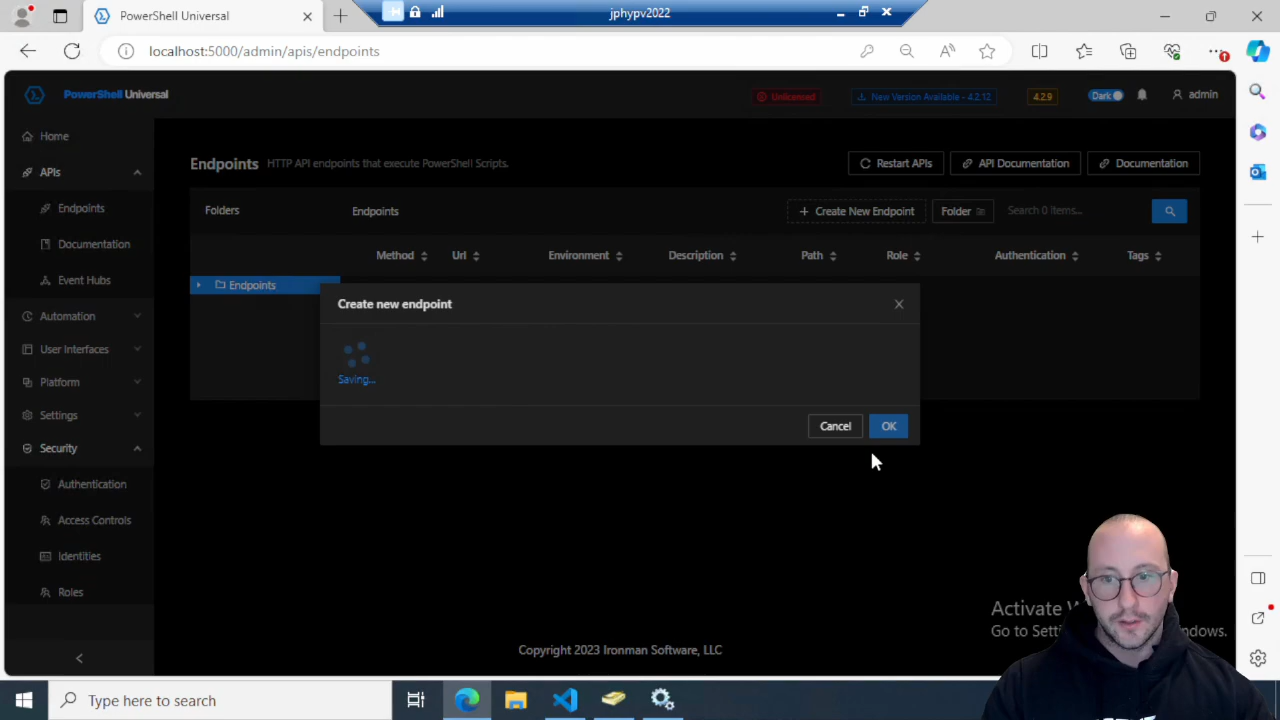 PowerShell Universal
jphypv2022
localhost:5000/admin/apis/endpoints
PowerShell Universal
Unlicensed
New Version Available - 4.2.12
4.2.9
Dark
admin
Home
APIs
Endpoints
Documentation
Event Hubs
Automation
User Interfaces
Platform
Settings
Security
Authentication
Access Controls
Identities
Roles
Endpoints HTTP API endpoints that execute PowerShell Scripts.
Restart APIs
API Documentation
Documentation
Folders
Endpoints
Create New Endpoint
Folder
Search 0 items...
Method Url Environment Description Path Role Authentication Tags
Endpoints
Create new endpoint
Saving...
Cancel
OK
Activate
Go to
Copyright 2023 Ironman Software, LLC
Type here to search